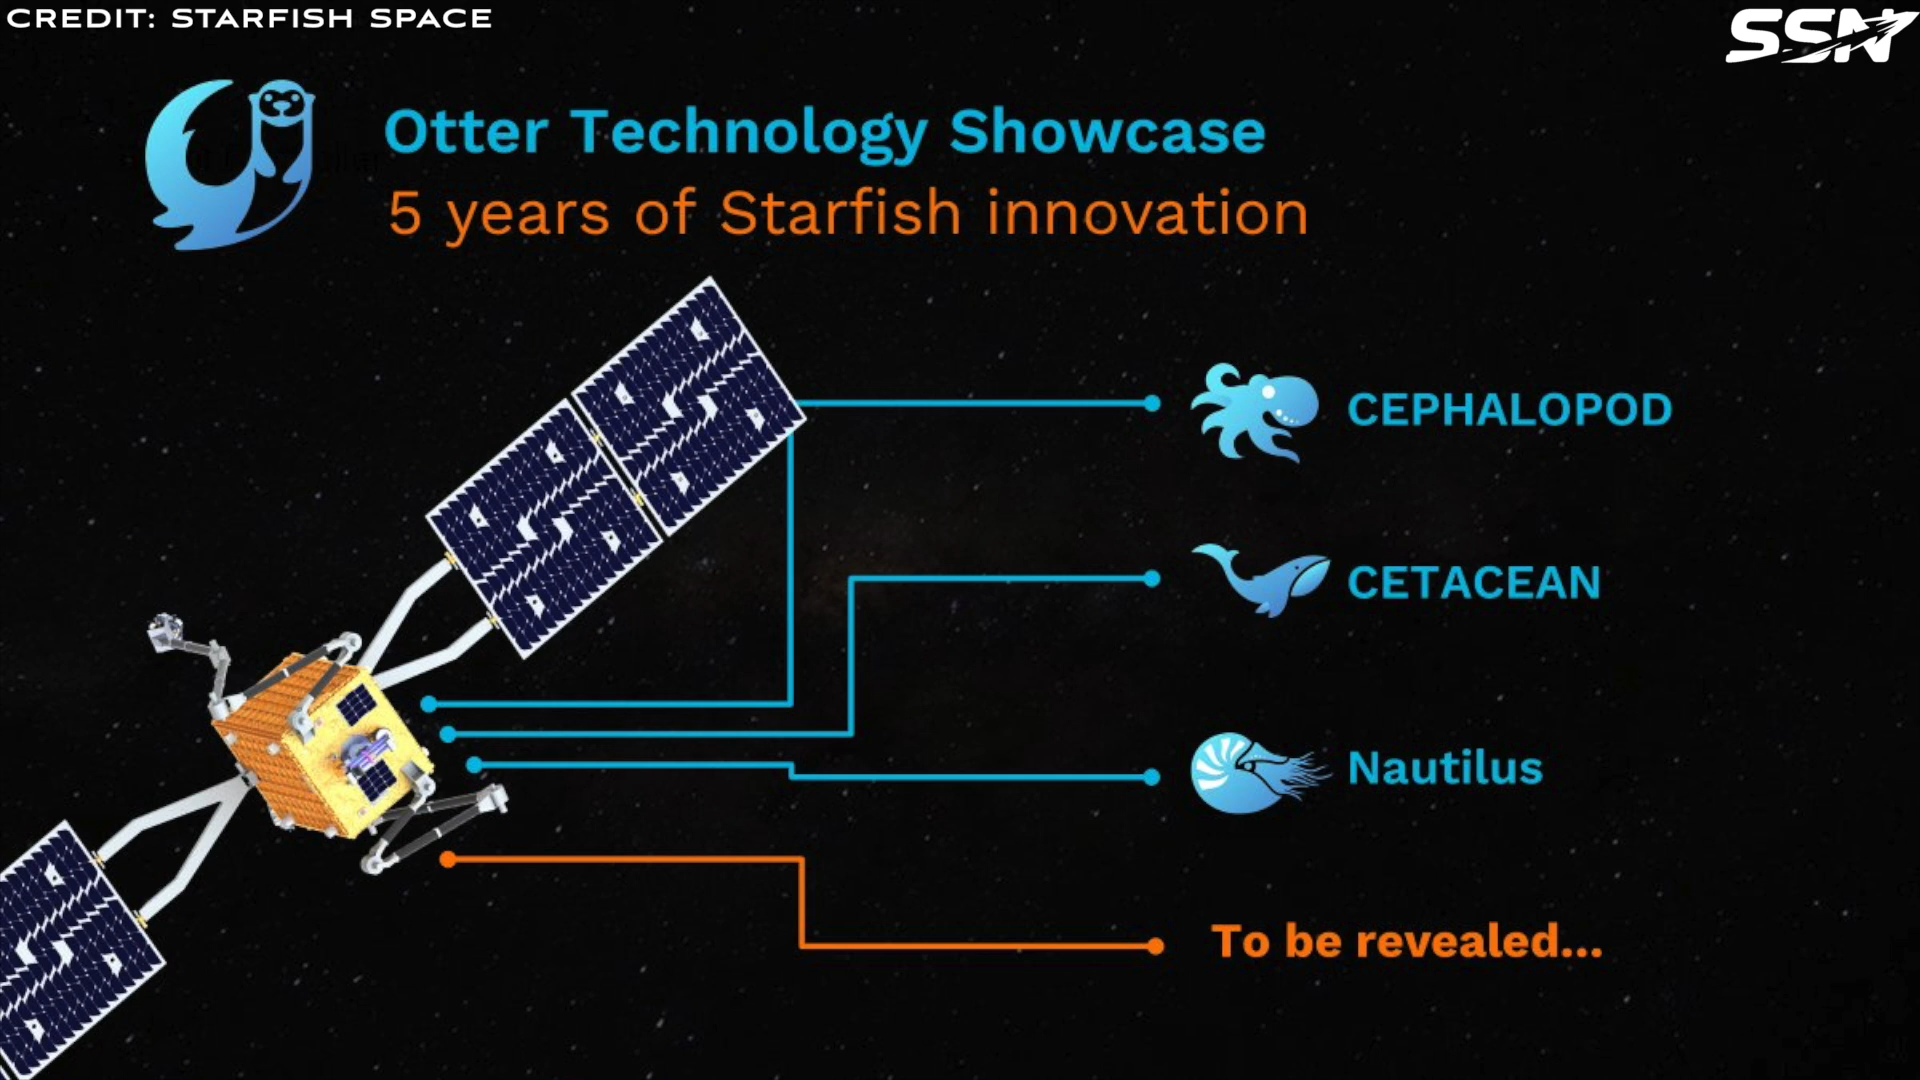 CREDIT: STARFISH SPACE
SSN
Otter Technology Showcase
5 years of Starfish innovation
CEPHALOPOD
CETACEAN
Nautilus
To be revealed...